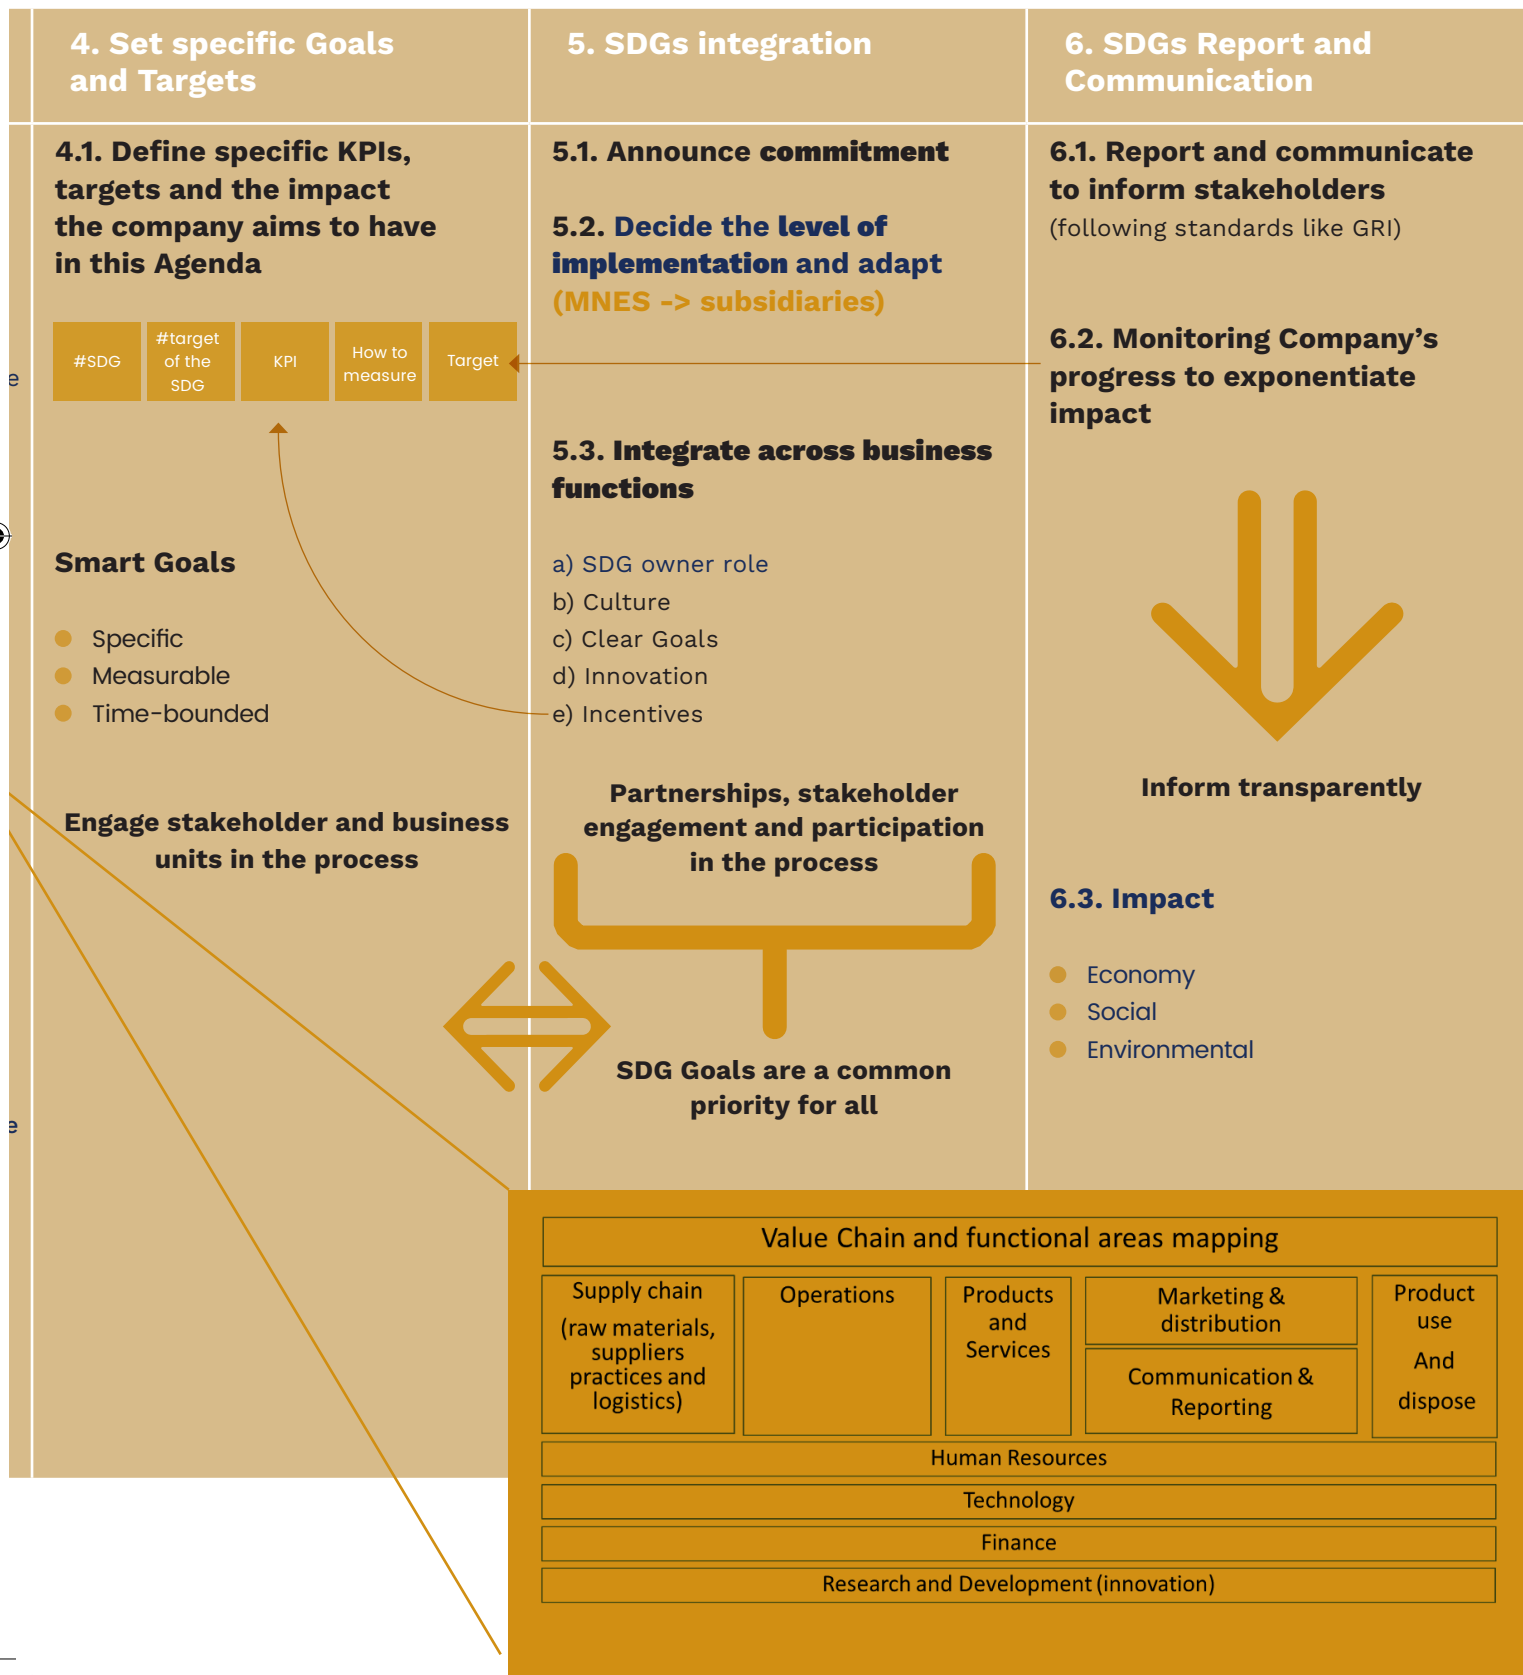 4. Set specific Goals
and Targets
5. SDGs integration
6. SDGs Report and
Communication
4.1. Define specific KPIs,
targets and the impact
the company aims to have
in this Agenda
#SDG
#target
of the
SDG
KPI
How to
measure
Target
Smart Goals
Specific
Measurable
Time-bounded
Engage stakeholder and business
units in the process
5.1. Announce commitment
5.2. Decide the level of
implementation and adapt
(MNES -> subsidiaries)
5.3. Integrate across business
functions
a) SDG owner role
b) Culture
c) Clear Goals
d) Innovation
e) Incentives
Partnerships, stakeholder
engagement and participation
in the process
SDG Goals are a common
priority for all
6.1. Report and communicate
to inform stakeholders
(following standards like GRI)
6.2. Monitoring Company’s
progress to exponentiate
impact
Inform transparently
6.3. Impact
Economy
Social
Environmental
Value Chain and functional areas mapping
Supply chain
(raw materials,
suppliers
practices and
logistics)
Operations
Products
and
Services
Marketing &
distribution
Communication &
Reporting
Product
use
And
dispose
Human Resources
Technology
Finance
Research and Development (innovation)